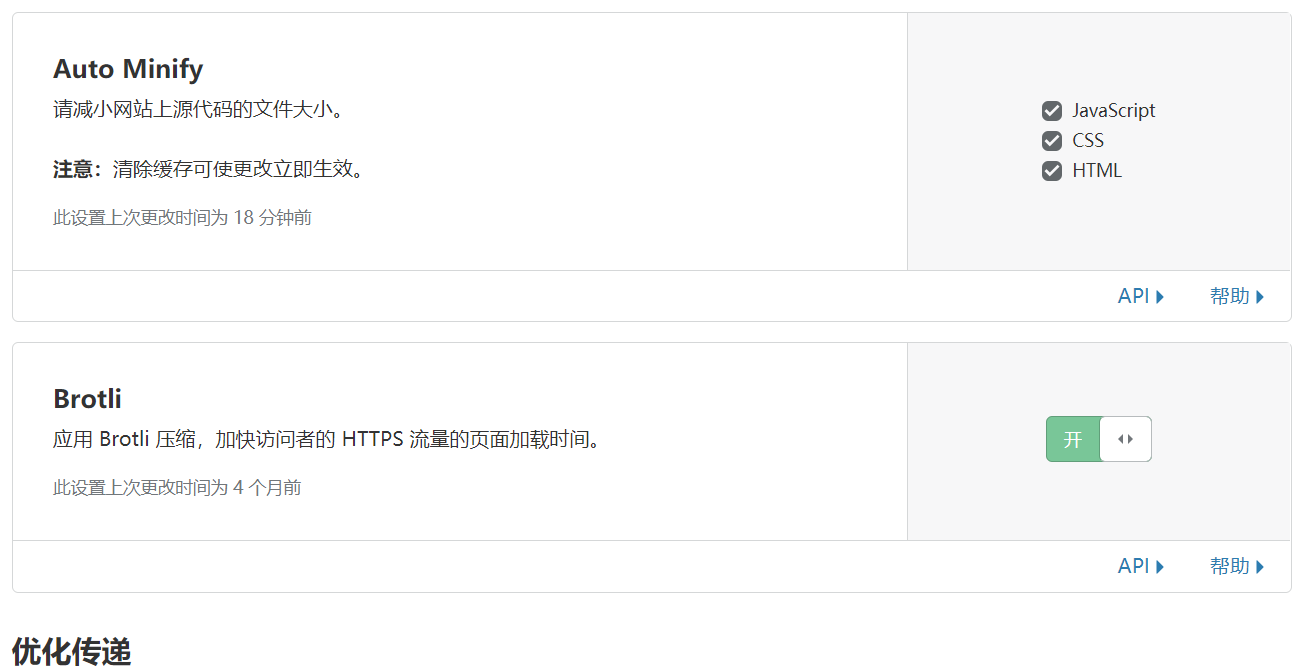 Auto Minify
请减小网站上源代码的文件大小。
JavaScript
CSS
HTML
注意：清除缓存可使更改立即生效。
此设置上次更改时间为 18 分钟前
API
帮助
Brotli
应用 Brotli 压缩，加快访问者的 HTTPS 流量的页面加载时间。
开
此设置上次更改时间为 4 个月前
API
帮助
优化传递